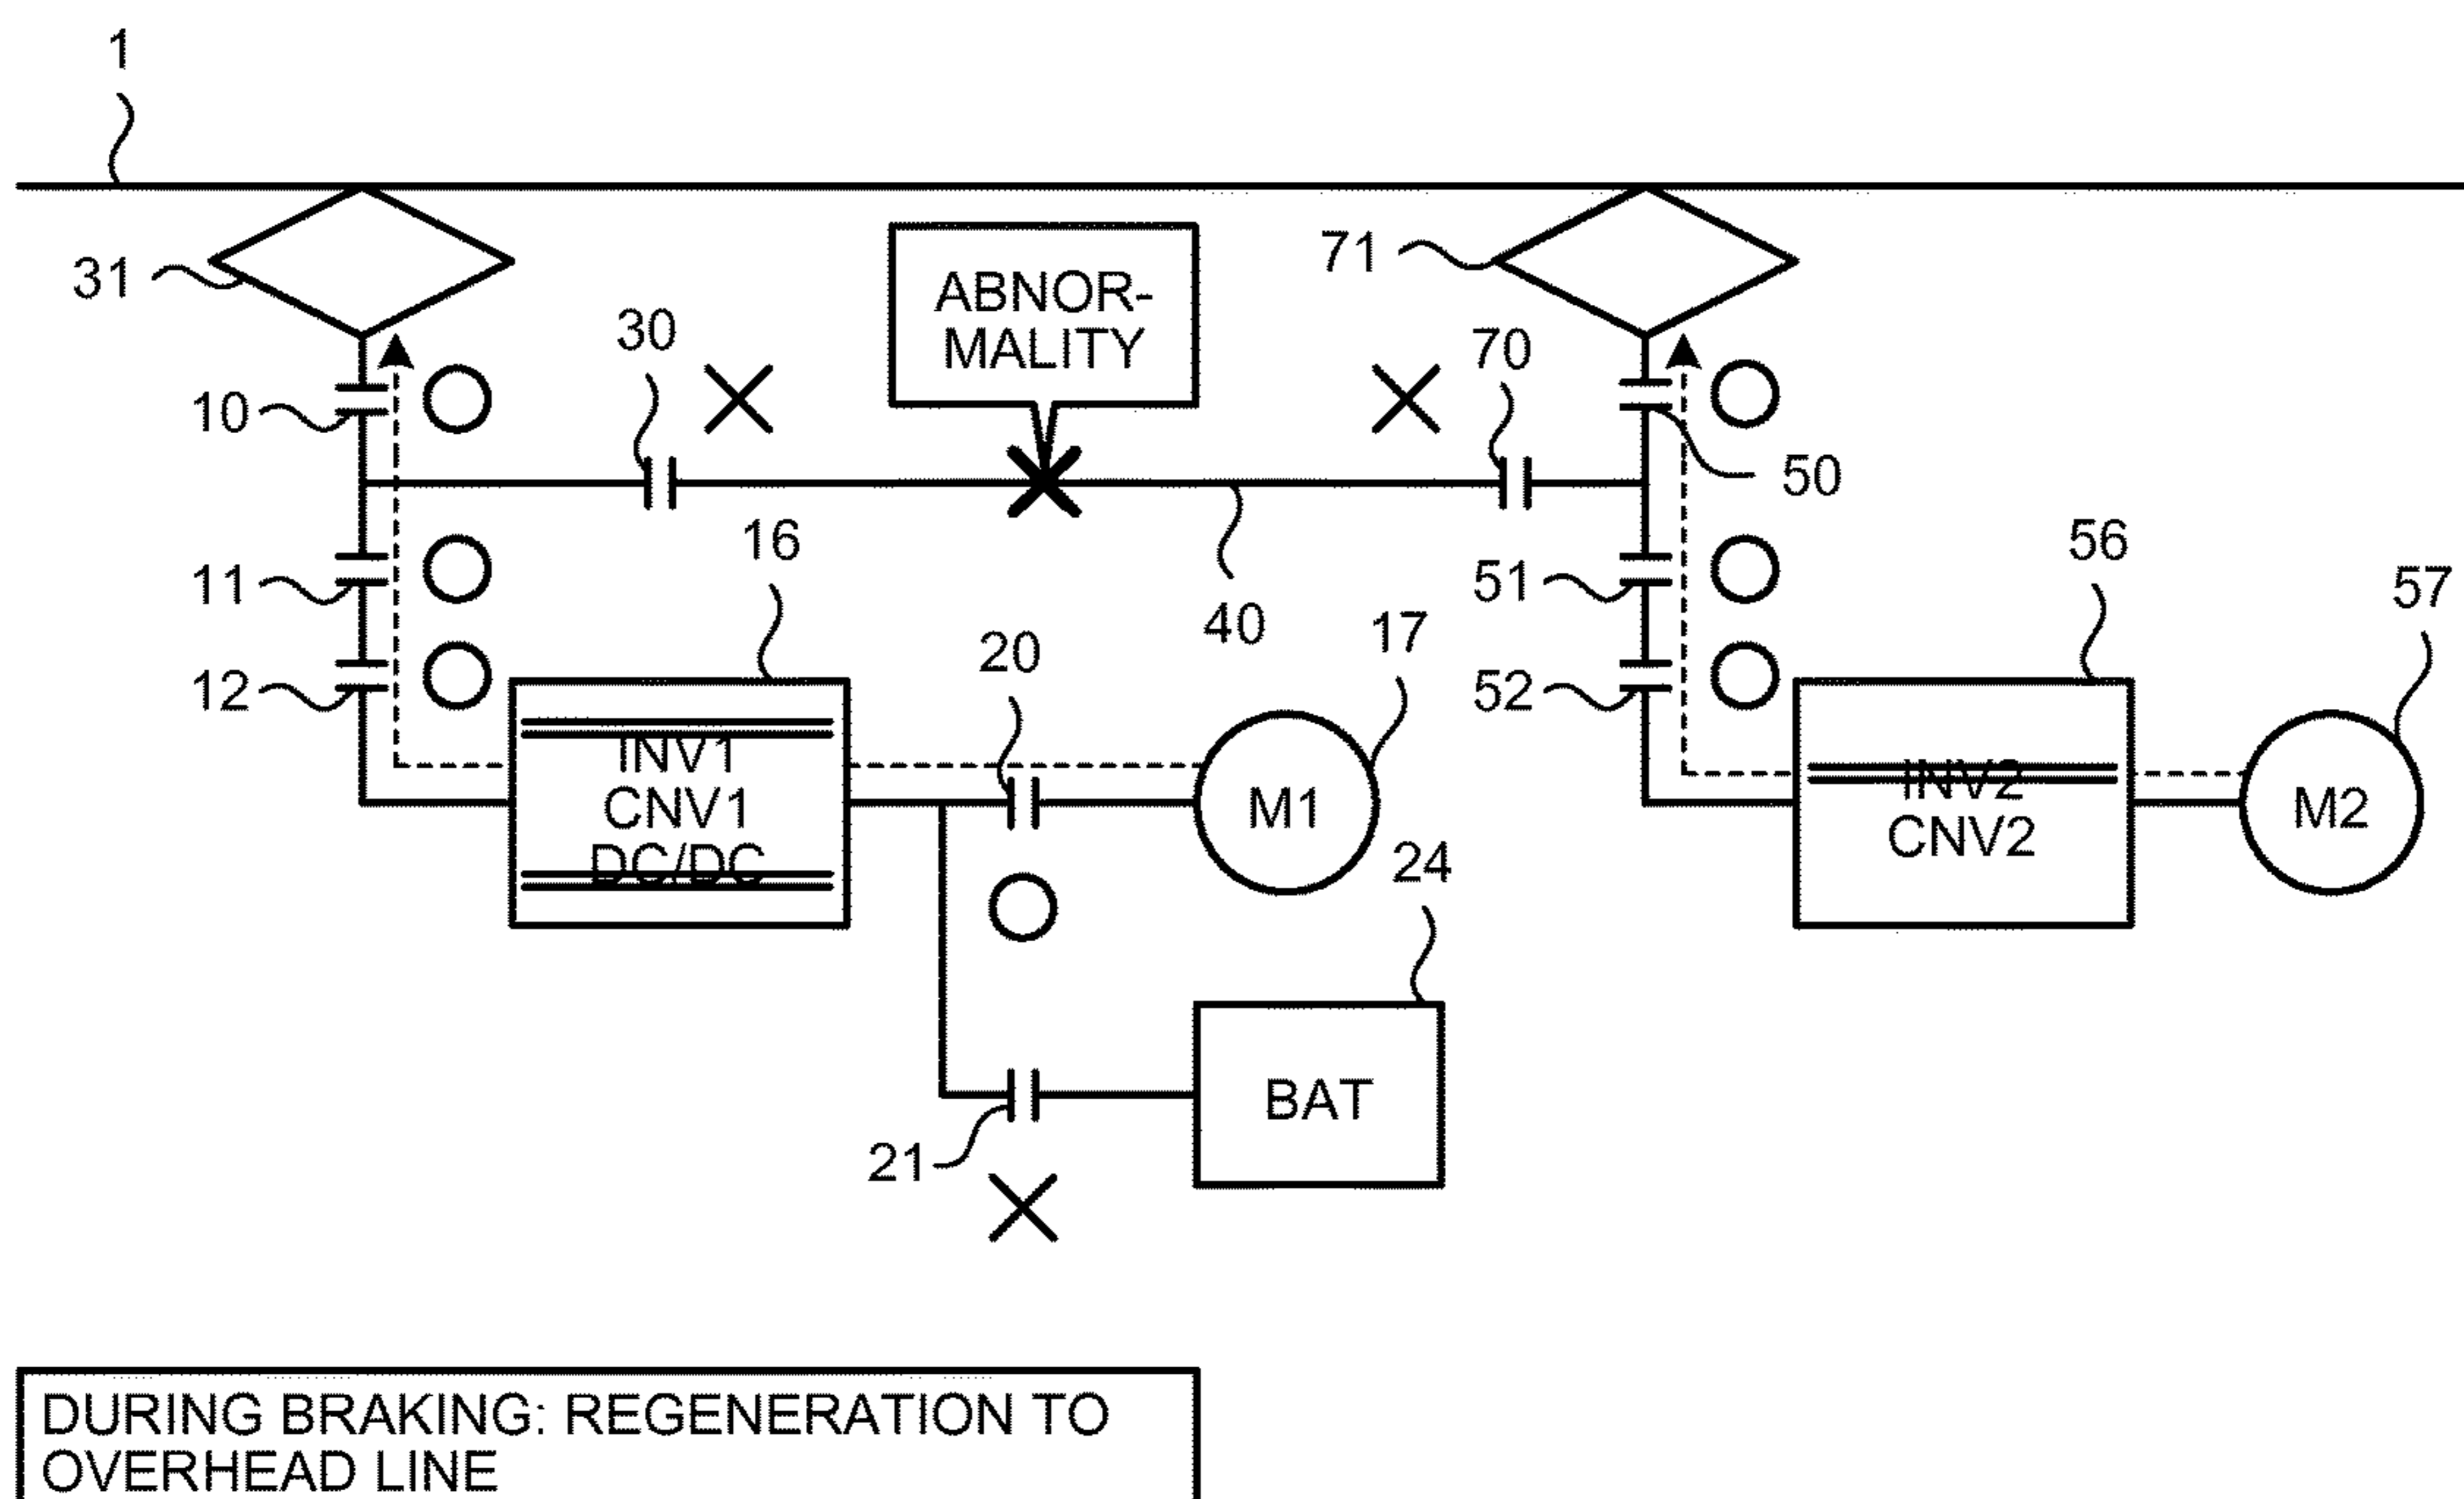 1
31
ABNOR-
MALITY
71
30
70
10
50
16
56
11
51
57
40
17
20
12
52
INV1
CNV1
DC/DC
M1
INV2
CNV2
M2
24
BAT
21
DURING BRAKING: REGENERATION TO
OVERHEAD LINE